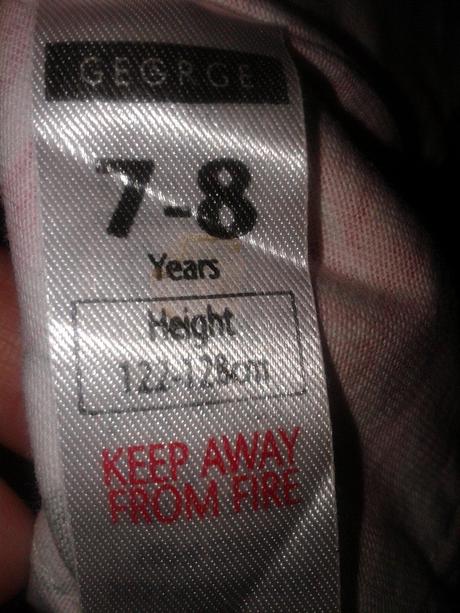 GEORGE
7-8
Years
Height
122-128cm
KEEP AWAY
FROM FIRE